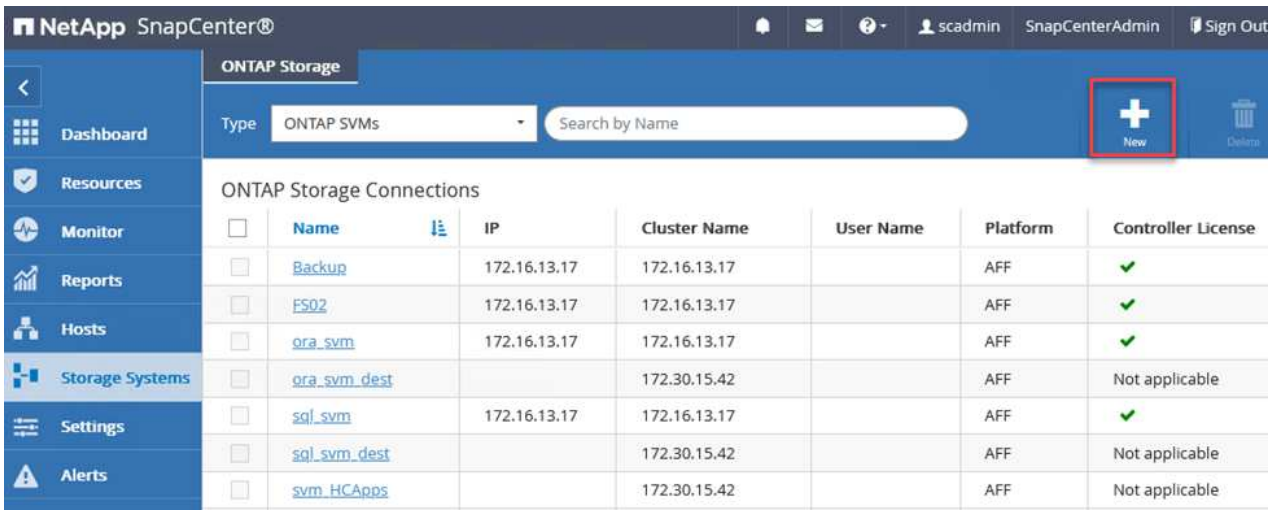 NetApp SnapCenter®
scadmin SnapCenterAdmin Sign Out
ONTAP Storage
Type ONTAP SVMs Search by Name New Delete
Dashboard
Resources
Monitor
Reports
Hosts
Storage Systems
Settings
Alerts
ONTAP Storage Connections
Name IP Cluster Name User Name Platform Controller License
Backup 172.16.13.17 172.16.13.17 AFF
FS02 172.16.13.17 172.16.13.17 AFF
ora_svm 172.16.13.17 172.16.13.17 AFF
ora_svm_dest 172.30.15.42 AFF Not applicable
sql_svm 172.16.13.17 172.16.13.17 AFF
sql_svm_dest 172.30.15.42 AFF Not applicable
svm_HCApps 172.30.15.42 AFF Not applicable